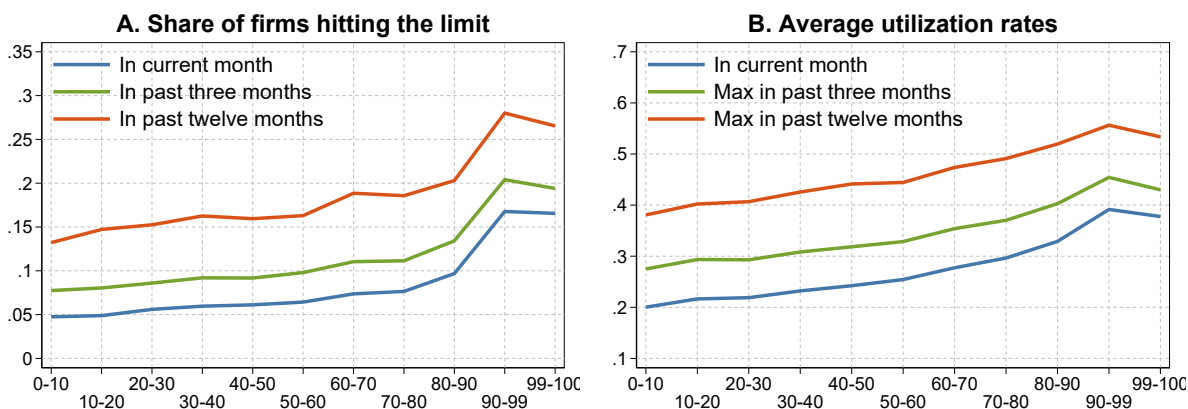 A. Share of firms hitting the limit
.35
.3
.25
.2
.15
.1
.05
0
In current month
In past three months
In past twelve months
0-10 20-30 40-50 60-70 80-90 99-100
10-20 30-40 50-60 70-80 90-99
B. Average utilization rates
.7
.6
.5
.4
.3
.2
.1
In current month
Max in past three months
Max in past twelve months
0-10 20-30 40-50 60-70 80-90 99-100
10-20 30-40 50-60 70-80 90-99